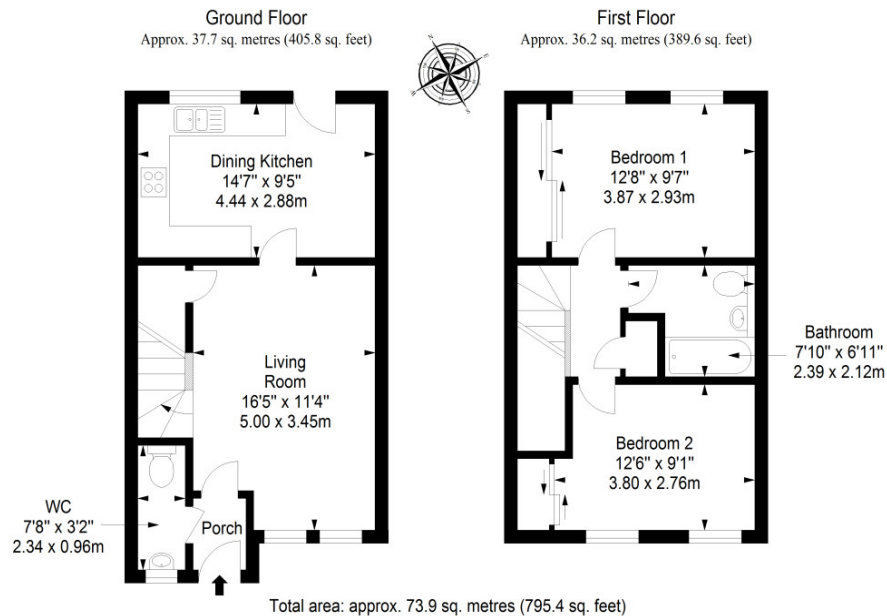 Ground Floor
Approx. 37.7 sq. metres (405.8 sq. feet)
First Floor
Approx. 36.2 sq. metres (389.6 sq. feet)
Dining Kitchen
14'7" x 9'5"
4.44 x 2.88m
Bedroom 1
12'8" x 9'7"
3.87 x 2.93m
Living
Room
16'5" x 11'4"
5.00 x 3.45m
Bathroom
7'10" x 6'11"
2.39 x 2.12m
Bedroom 2
12'6" x 9'1"
3.80 x 2.76m
WC
7'8" x 3'2"
2.34 x 0.96m
Porch
Total area: approx. 73.9 sq. metres (795.4 sq. feet)